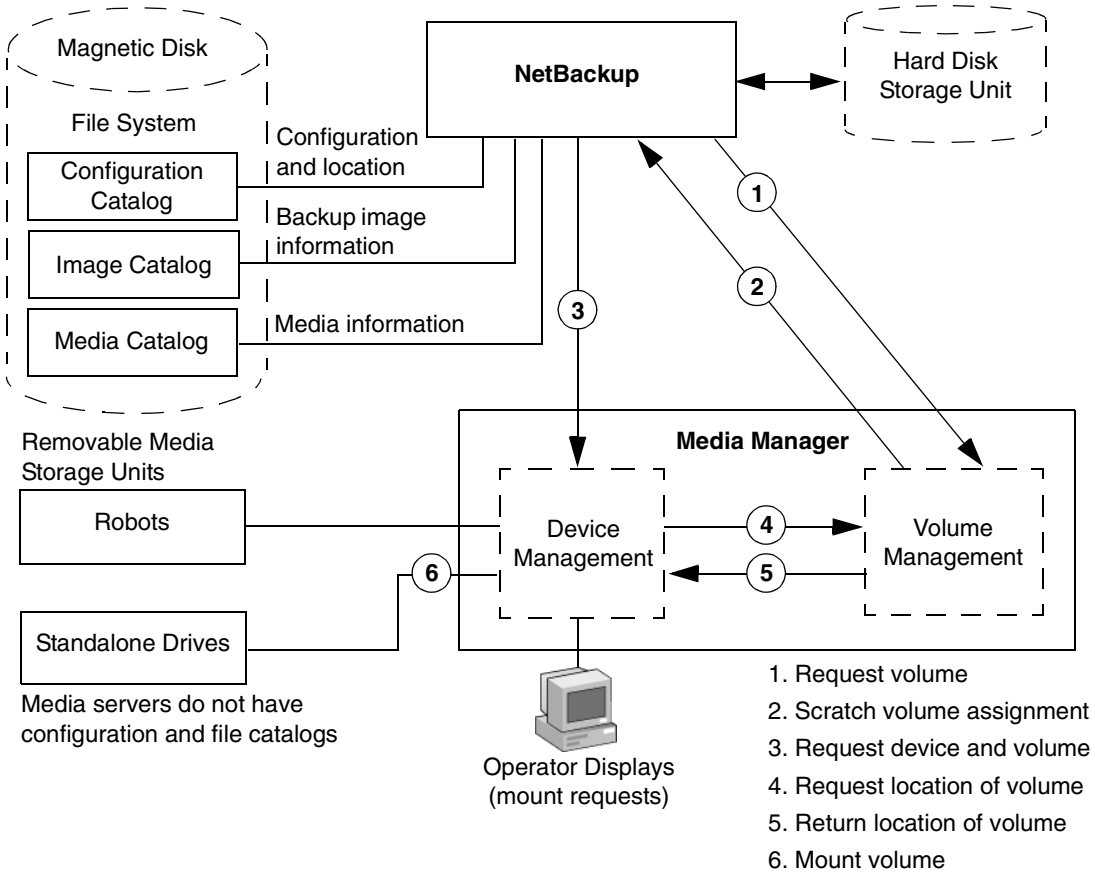 Magnetic Disk
File System
Configuration
Catalog
Image Catalog
Media Catalog
Configuration
and location
Backup image
information
Media information
NetBackup
Hard Disk
Storage Unit
1
2
3
Removable Media
Storage Units
Robots
Standalone Drives
Media servers do not have
configuration and file catalogs
Media Manager
Device
Management
Volume
Management
4
5
6
Operator Displays
(mount requests)
1. Request volume
2. Scratch volume assignment
3. Request device and volume
4. Request location of volume
5. Return location of volume
6. Mount volume